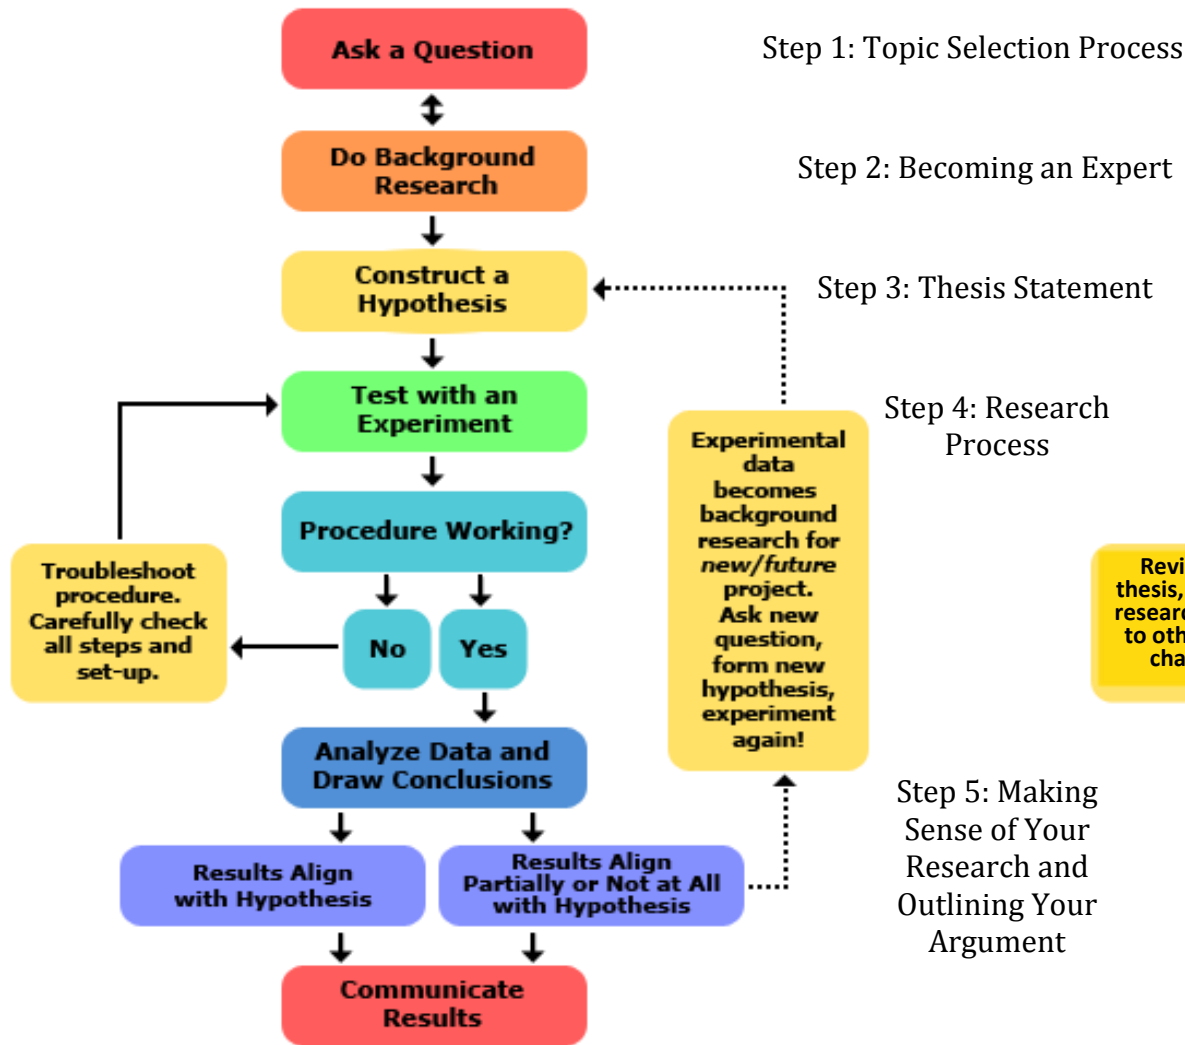 Ask a Question
Step 1: Topic Selection Process
Do Background
Research
Step 2: Becoming an Expert
Construct a
Hypothesis
Step 3: Thesis Statement
Test with an
Experiment
Step 4: Research
Process
Procedure Working?
No
Yes
Troubleshoot
procedure.
Carefully check
all steps and
set-up.
Experimental
data
becomes
background
research for
new/future
project.
Ask new
question,
form new
hypothesis,
experiment
again!
thesis,
to
Analyze Data and
Draw Conclusions
Step 5: Making
Sense of Your
Research and
Outlining Your
Argument
Results Align
with Hypothesis
Results Align
Partially or Not at All
with Hypothesis
Communicate
Results